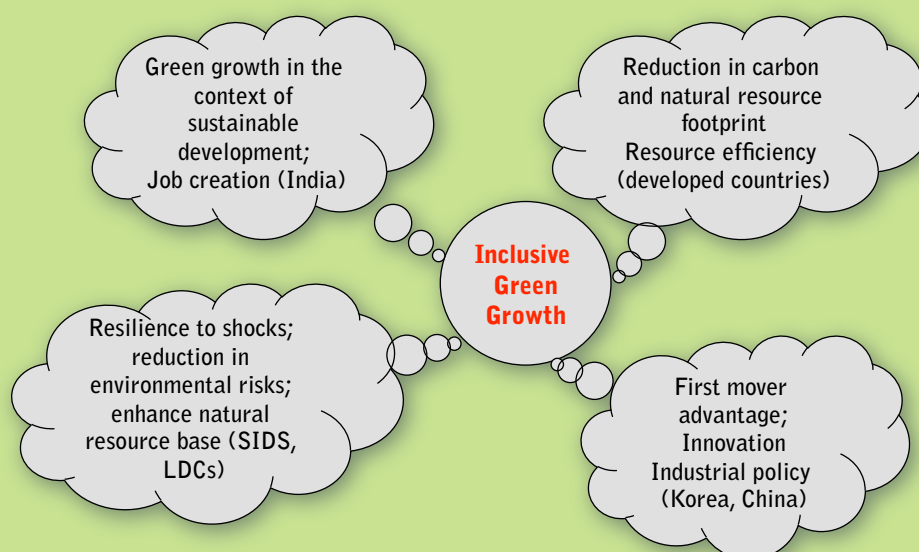 Green growth in the
context of
sustainable
development;
Job creation (India)
Reduction in carbon
and natural resource
footprint
Resource efficiency
(developed countries)
Inclusive
Green
Growth
Resilience to shocks;
reduction in
environmental risks;
enhance natural
resource base (SIDS,
LDCs)
First mover
advantage;
Innovation
Industrial policy
(Korea, China)